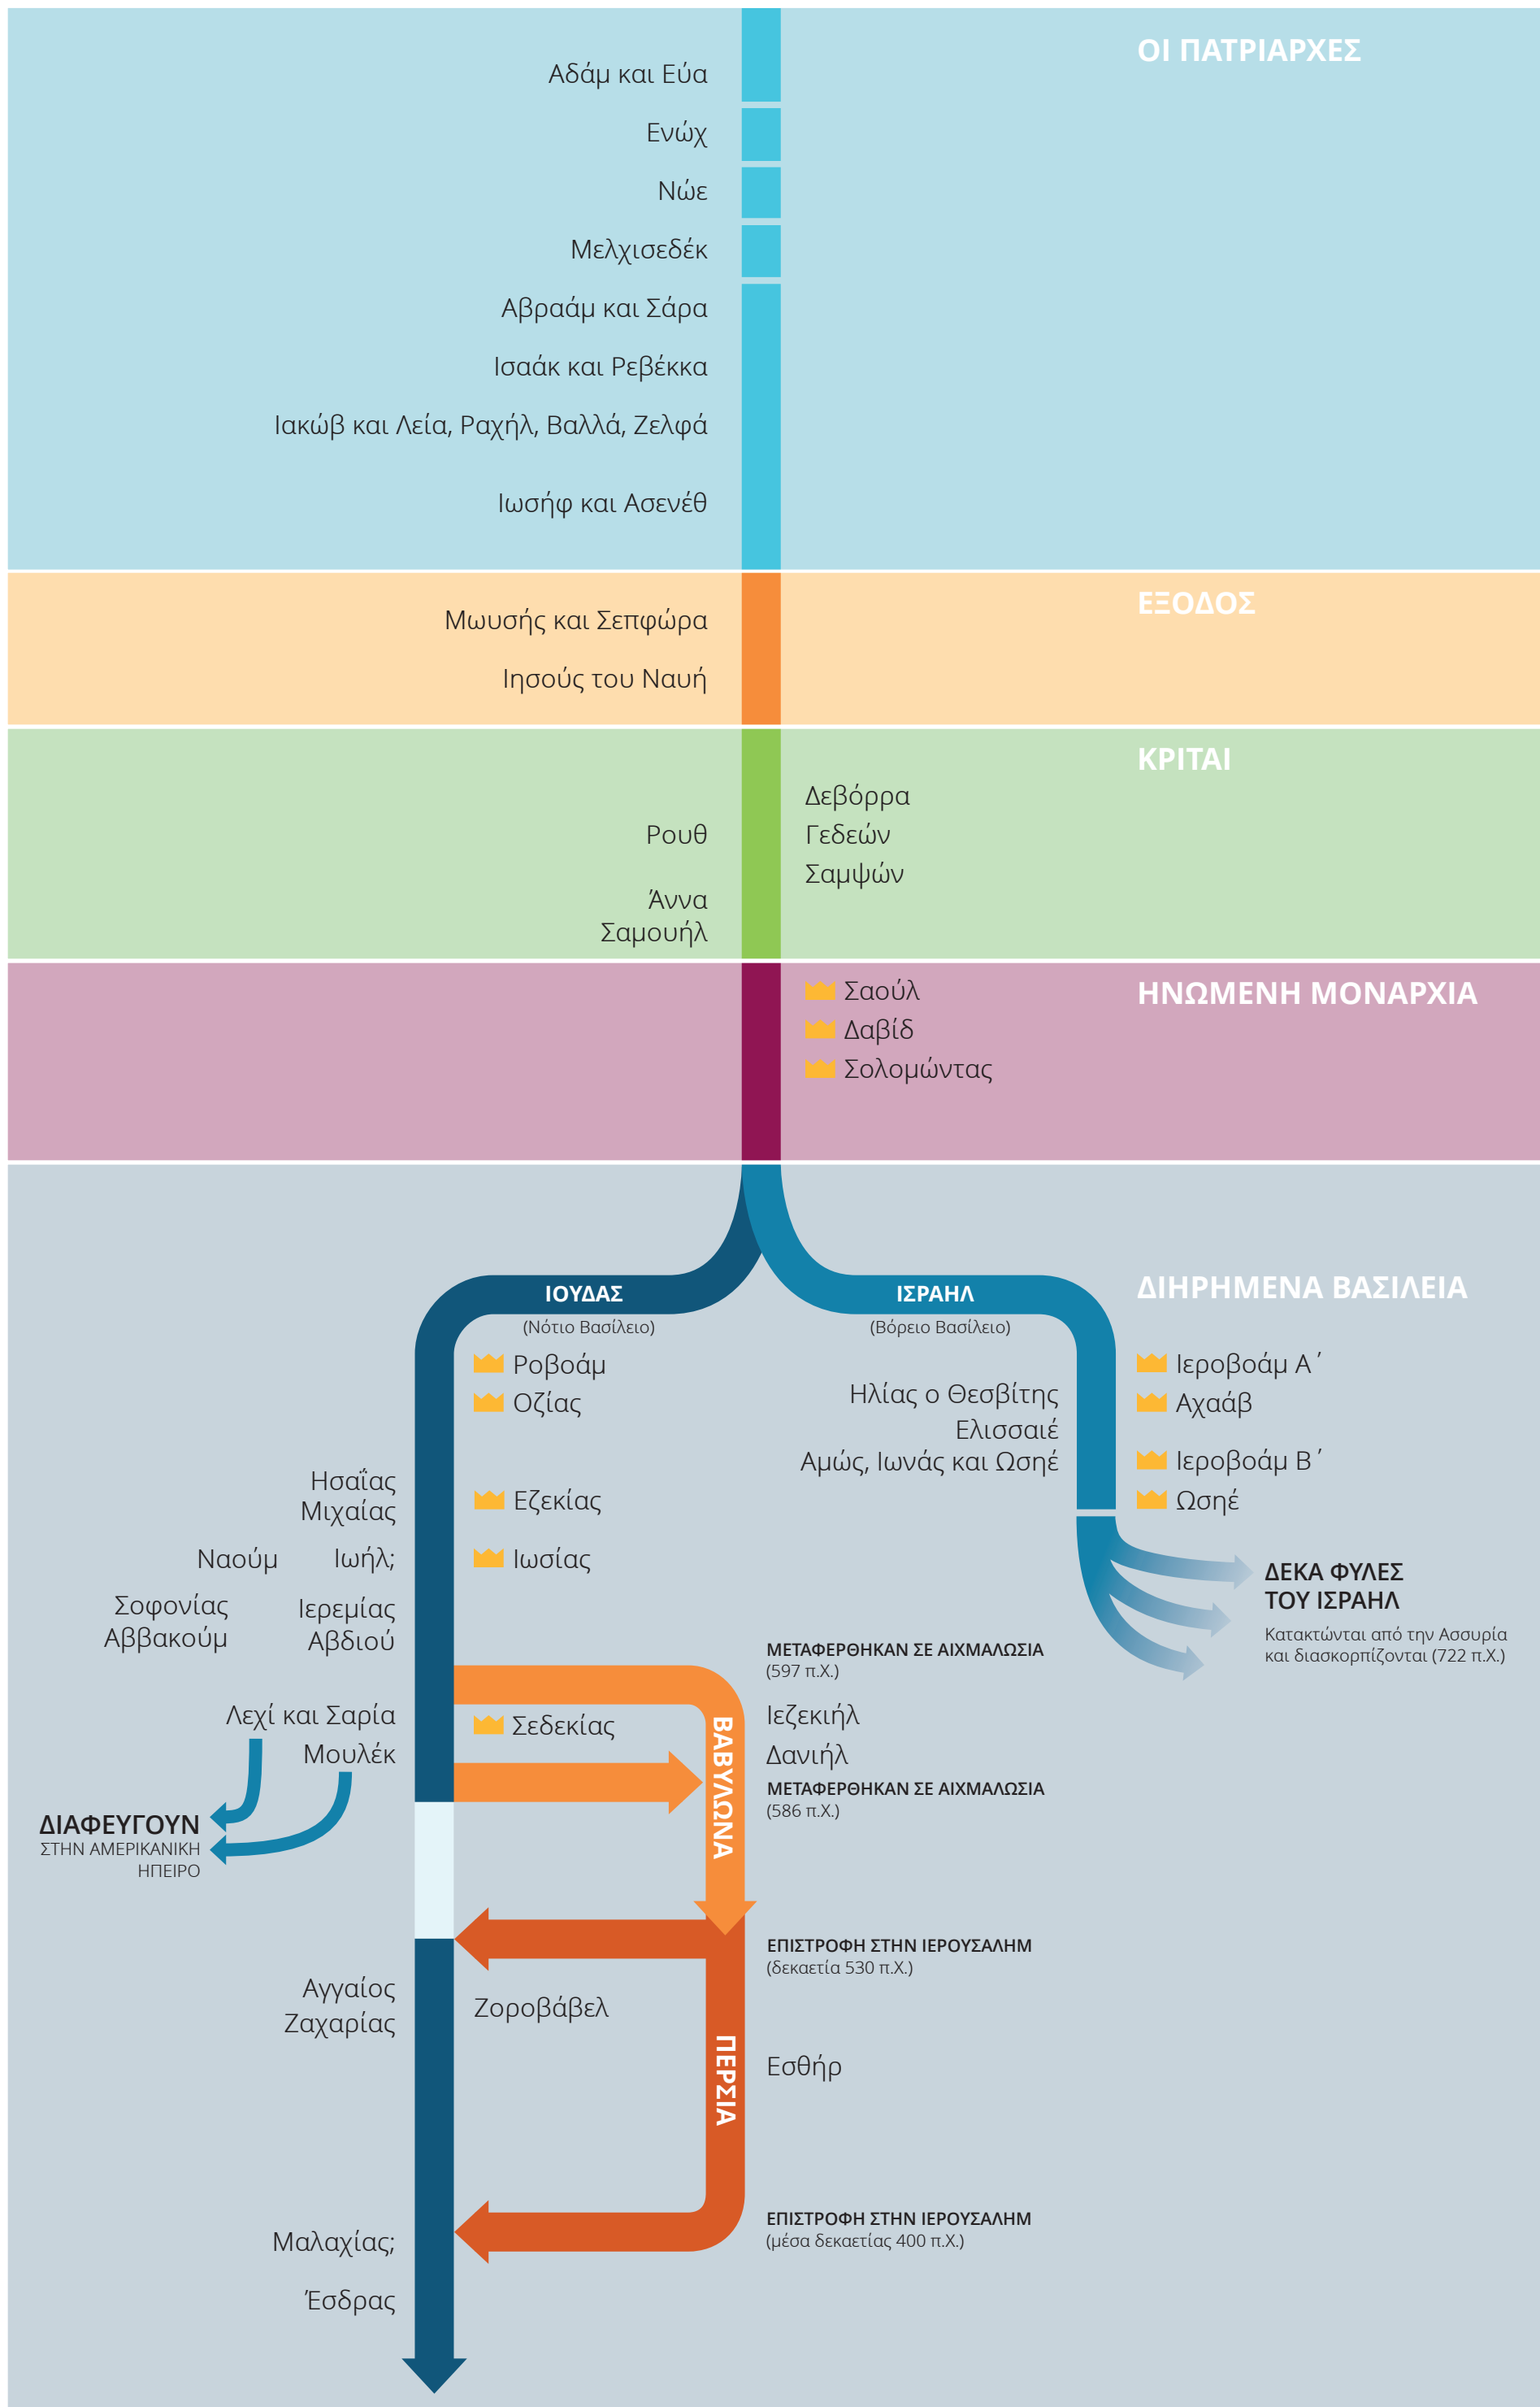 ΟΙ ΠΑΤΡΙΑΡΧΕΣ
Αδάμ και Εύα
Ενώχ
Νώε
Μελχισεδέκ
Αβραάμ και Σάρα
Ισαάκ και Ρεβέκκα
Ιακώβ και Λεία, Ραχήλ, Βαλλά, Ζελφά
Ιωσήφ και Ασενέθ
ΕΞΟΔΟΣ
Μωυσής και Σεπφώρα
Ιησούς του Ναυή
ΚΡΙΤΑΙ
Δεβόρρα
Ρουθ
Γεδεών
Σαμψών
Άννα
Σαμουήλ
ΗΝΩΜΕΝΗ ΜΟΝΑΡΧΙΑ
Σαούλ
Δαβίδ
Σολομώντας
ΔΙΗΡΗΜΕΝΑ ΒΑΣΙΛΕΙΑ
ΙΟΥΔΑΣ
(Νότιο Βασίλειο)
ΙΣΡΑΗΛ
(Βόρειο Βασίλειο)
Ροβοάμ
Οζίας
Ηλίας ο Θεσβίτης
Ελισσαιέ
Αμώς, Ιωνάς και Ωσηέ
Ιεροβοάμ Α΄
Αχαάβ
Ιεροβοάμ Β΄
Ωσηέ
Ησαΐας
Μιχαίας
Εζεκίας
Ναούμ
Ιωήλ;
Ιωσίας
Σοφονίας
Αββακούμ
Ιερεμίας
Αβδιού
ΔΕΚΑ ΦΥΛΕΣ
ΤΟΥ ΙΣΡΑΗΛ
Κατακτώνται από την Ασσυρία
και διασκορπίζονται (722 π.Χ.)
ΜΕΤΑΦΕΡΘΗΚΑΝ ΣΕ ΑΙΧΜΑΛΩΣΙΑ
(597 π.Χ.)
Λεχί και Σαρία
Μουλέκ
Σεδεκίας
ΒΑΒΥΛΩΝΑ
Ιεζεκιήλ
Δανιήλ
ΜΕΤΑΦΕΡΘΗΚΑΝ ΣΕ ΑΙΧΜΑΛΩΣΙΑ
(586 π.Χ.)
ΔΙΑΦΕΥΓΟΥΝ
ΣΤΗΝ ΑΜΕΡΙΚΑΝΙΚΗ
ΗΠΕΙΡΟ
ΕΠΙΣΤΡΟΦΗ ΣΤΗΝ ΙΕΡΟΥΣΑΛΗΜ
(δεκαετία 530 π.Χ.)
Αγγαίος
Ζαχαρίας
Ζοροβάβελ
ΠΕΡΣΙΑ
Εσθήρ
ΕΠΙΣΤΡΟΦΗ ΣΤΗΝ ΙΕΡΟΥΣΑΛΗΜ
(μέσα δεκαετίας 400 π.Χ.)
Μαλαχίας;
Έσδρας